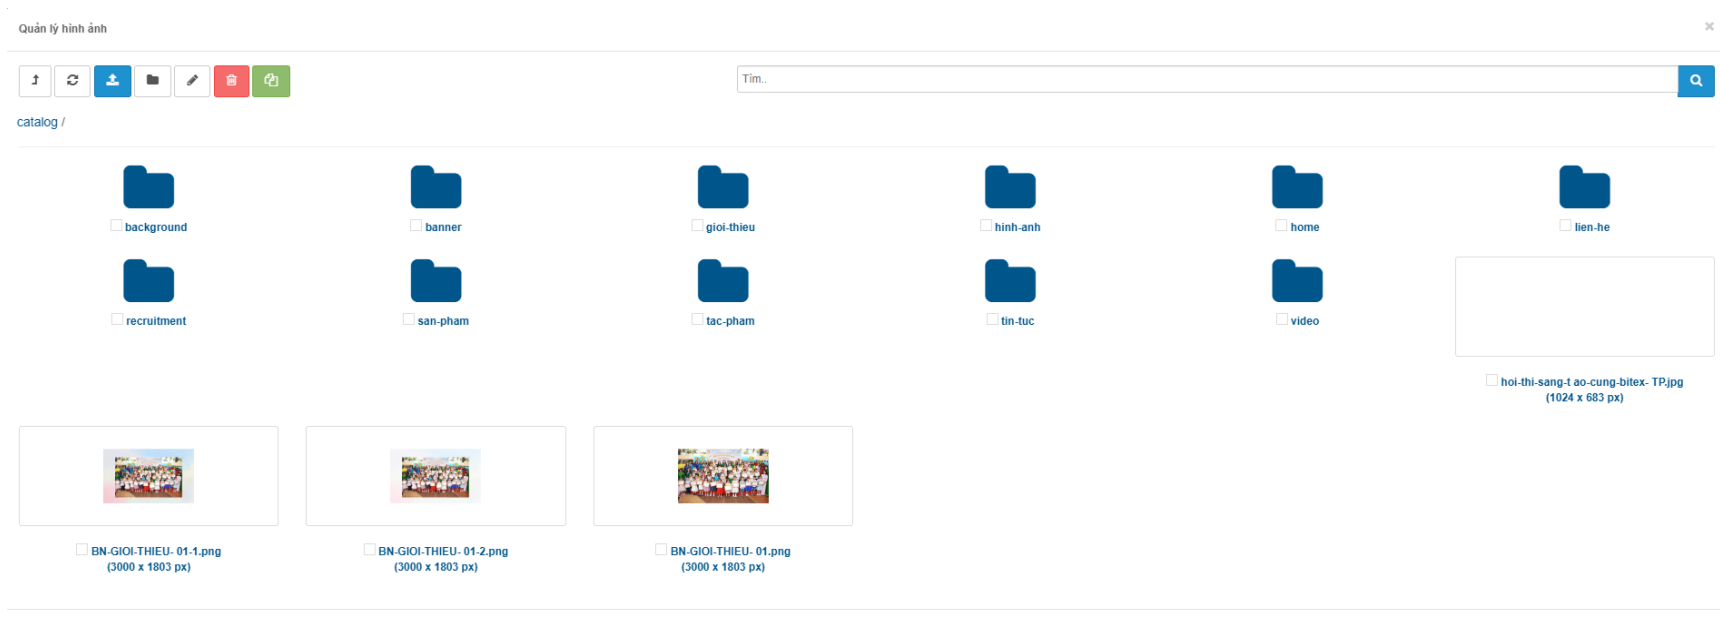 Quản lý hình ảnh
Tìm..
catalog /
background
banner
gioi-thieu
hinh-anh
home
lien-he
recruitment
san-pham
tac-pham
tin-tuc
video
hoi-thi-sang-t ao-cung-bitex- TP.jpg
(1024 x 683 px)
BN-GIOI-THIEU- 01-1.png
(3000 x 1803 px)
BN-GIOI-THIEU- 01-2.png
(3000 x 1803 px)
BN-GIOI-THIEU- 01.png
(3000 x 1803 px)